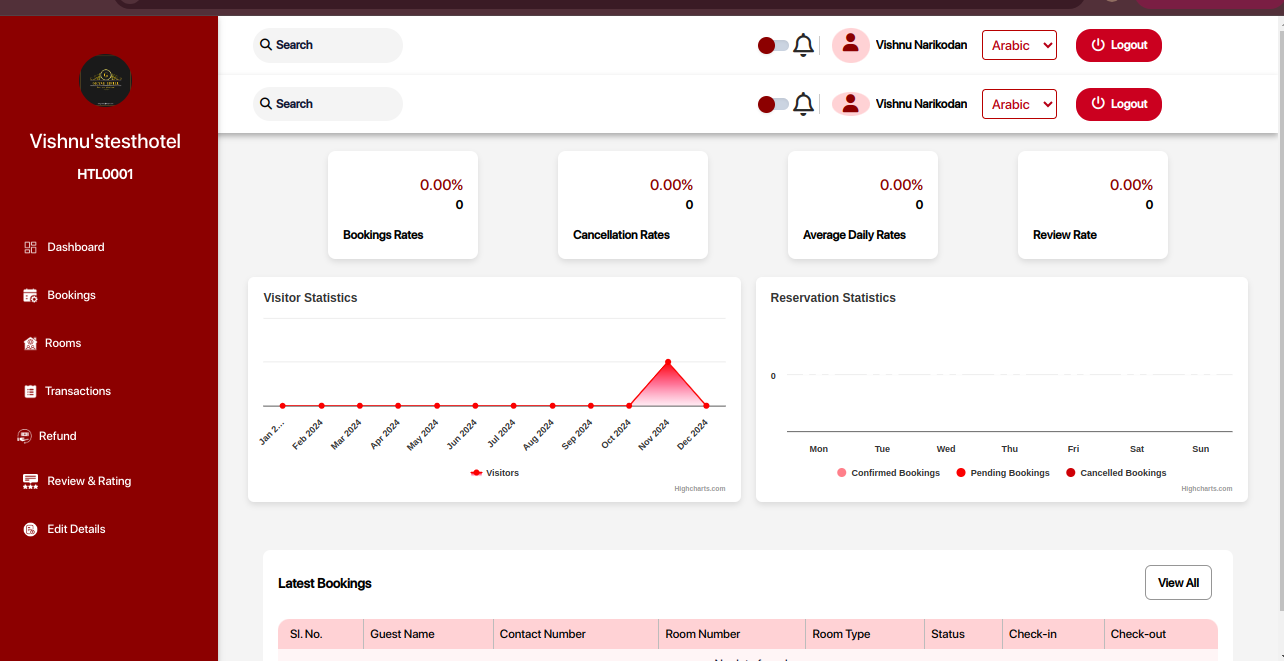 Search
Vishnu Narikodan
Arabic
Logout
Search
Vishnu Narikodan
Arabic
Logout
Vishnu'stesthotel
HTL0001
Dashboard
Bookings
Rooms
Transactions
Refund
Review & Rating
Edit Details
0.00%
0
Bookings Rates
0.00%
0
Cancellation Rates
0.00%
0
Average Daily Rates
0.00%
0
Review Rate
Visitor Statistics
Jan 2… Feb 2024 Mar 2024 Apr 2024 May 2024 Jun 2024 Jul 2024 Aug 2024 Sep 2024 Oct 2024 Nov 2024 Dec 2024
Visitors
Highcharts.com
Reservation Statistics
0
Mon Tue Wed Thu Fri Sat Sun
Confirmed Bookings Pending Bookings Cancelled Bookings
Highcharts.com
Latest Bookings
View All
Sl. No. Guest Name Contact Number Room Number Room Type Status Check-in Check-out